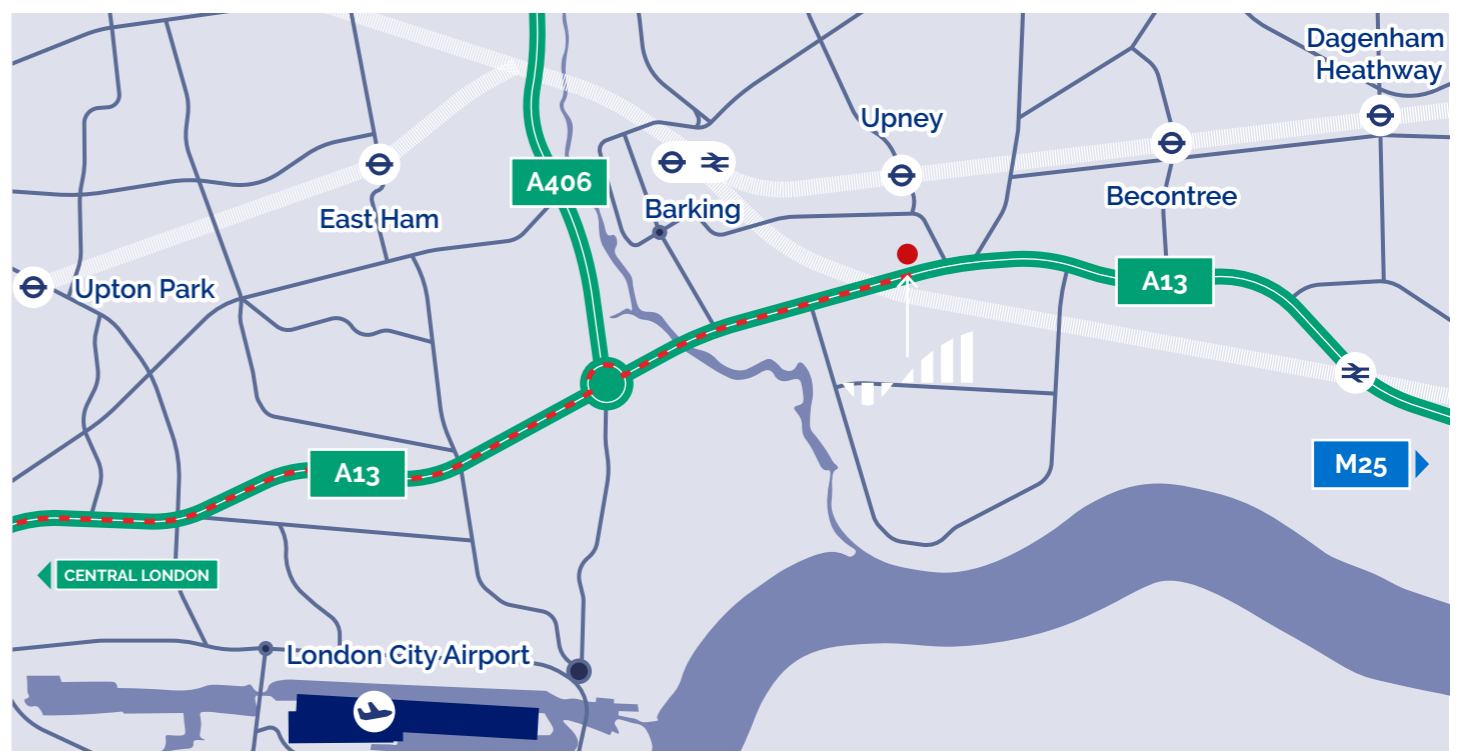 Dagenham
Heathway
Upney
A406
Becontree
Barking
East Ham
A13
Upton Park
M25
A13
CENTRAL LONDON
London City Airport